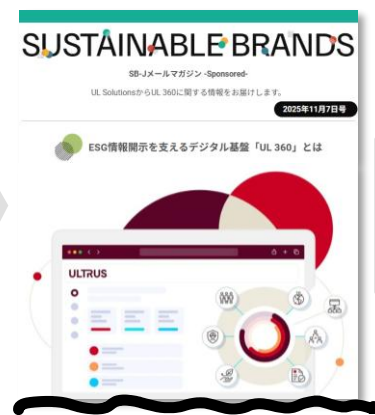 SUSTAINABLE BRANDS
SB-Jメールマガジン -Sponsored-
UL SolutionsからUL 360に関する情報をお届けします。
2025年11月7日号
ESG情報開示を支えるデジタル基盤「UL 360」とは
ULTRUS